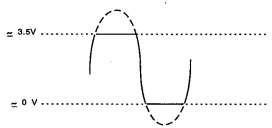 ≃ 3.5V
≃ 0 V